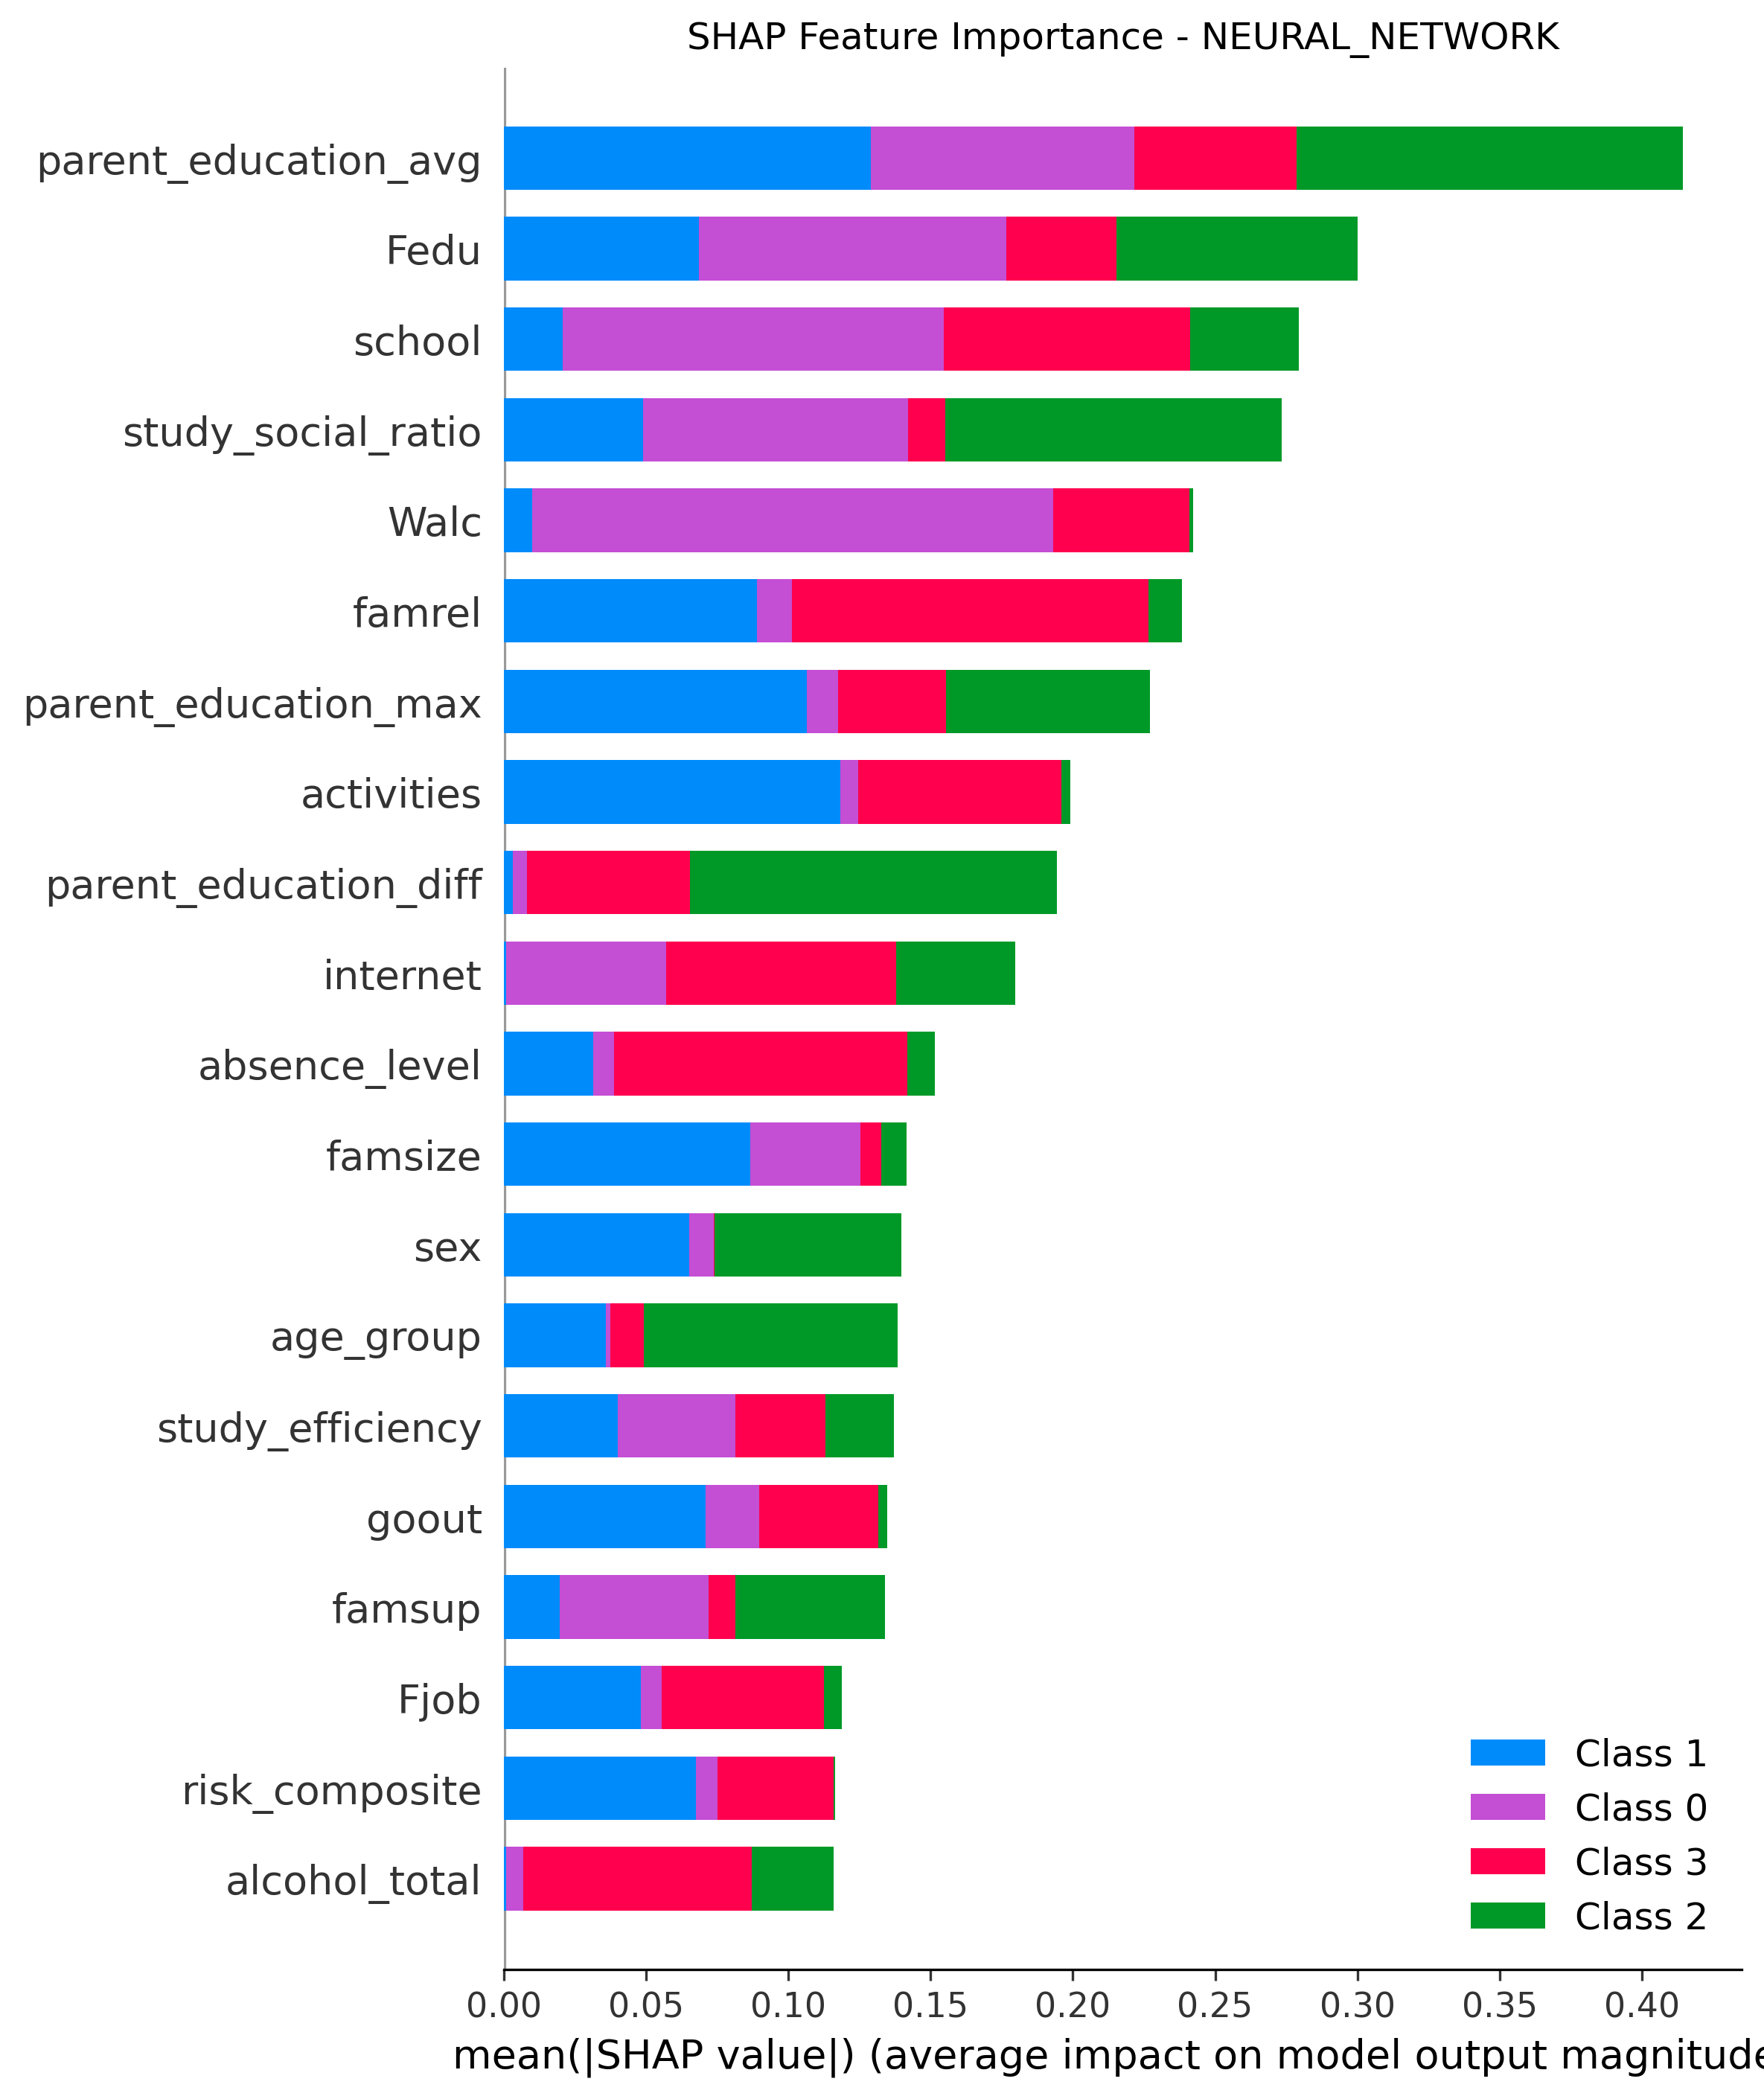 SHAP Feature Importance - NEURAL_NETWORK
parent_education_avg
Fedu
school
study_social_ratio
Walc
famrel
parent_education_max
activities
parent_education_diff
internet
absence_level
famsize
sex
age_group
study_efficiency
goout
famsup
Fjob
risk_composite
alcohol_total
Class 1
Class 0
Class 3
Class 2
0.00 0.05 0.10 0.15 0.20 0.25 0.30 0.35 0.40
mean(|SHAP value|) (average impact on model output magnitude